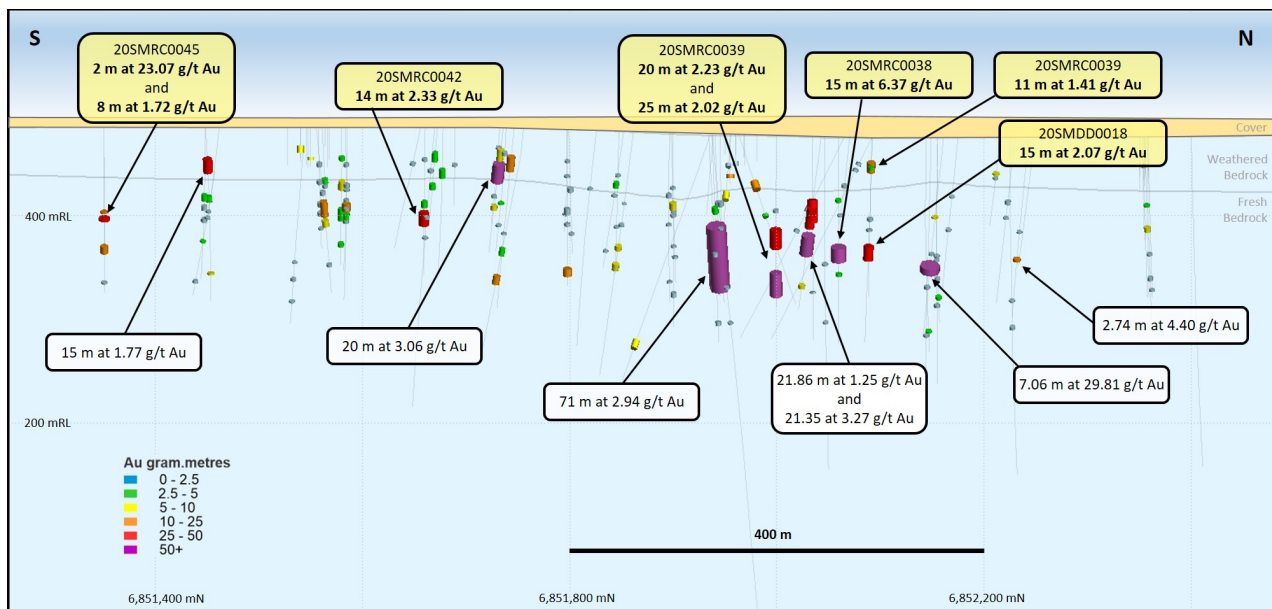 S
N
20SMRC0045
2 m at 23.07 g/t Au
and
8 m at 1.72 g/t Au
20SMRC0042
14 m at 2.33 g/t Au
20SMRC0039
20 m at 2.23 g/t Au
and
25 m at 2.02 g/t Au
20SMRC0038
15 m at 6.37 g/t Au
20SMRC0039
11 m at 1.41 g/t Au
20SMDD0018
15 m at 2.07 g/t Au
Cover
Weathered
Bedrock
Fresh
Bedrock
400 mRL
15 m at 1.77 g/t Au
20 m at 3.06 g/t Au
71 m at 2.94 g/t Au
21.86 m at 1.25 g/t Au
and
21.35 at 3.27 g/t Au
7.06 m at 29.81 g/t Au
2.74 m at 4.40 g/t Au
200 mRL
Au gram.metres
0 - 2.5
2.5 - 5
5 - 10
10 - 25
25 - 50
50+
400 m
6,851,400 mN
6,851,800 mN
6,852,200 mN